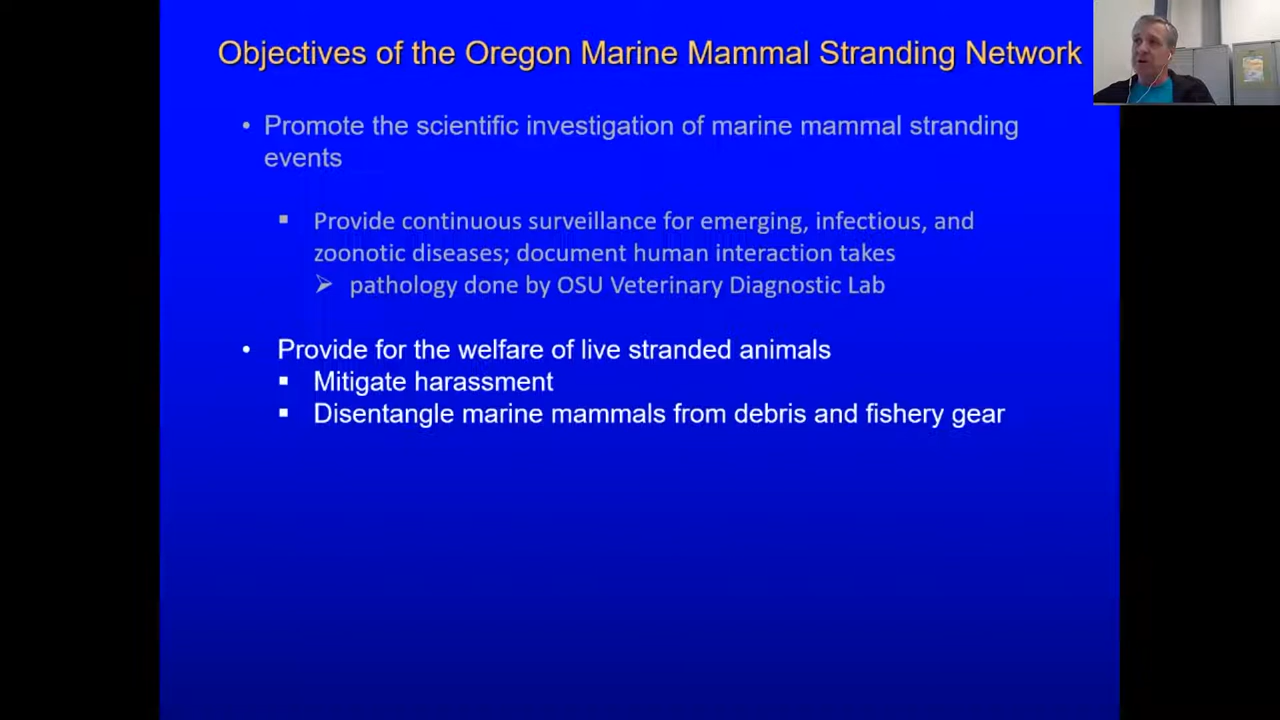 Objectives of the Oregon Marine Mammal Stranding Network
• Promote the scientific investigation of marine mammal stranding
events
▪ Provide continuous surveillance for emerging, infectious, and
zoonotic diseases; document human interaction takes
➢ pathology done by OSU Veterinary Diagnostic Lab
• Provide for the welfare of live stranded animals
▪ Mitigate harassment
▪ Disentangle marine mammals from debris and fishery gear